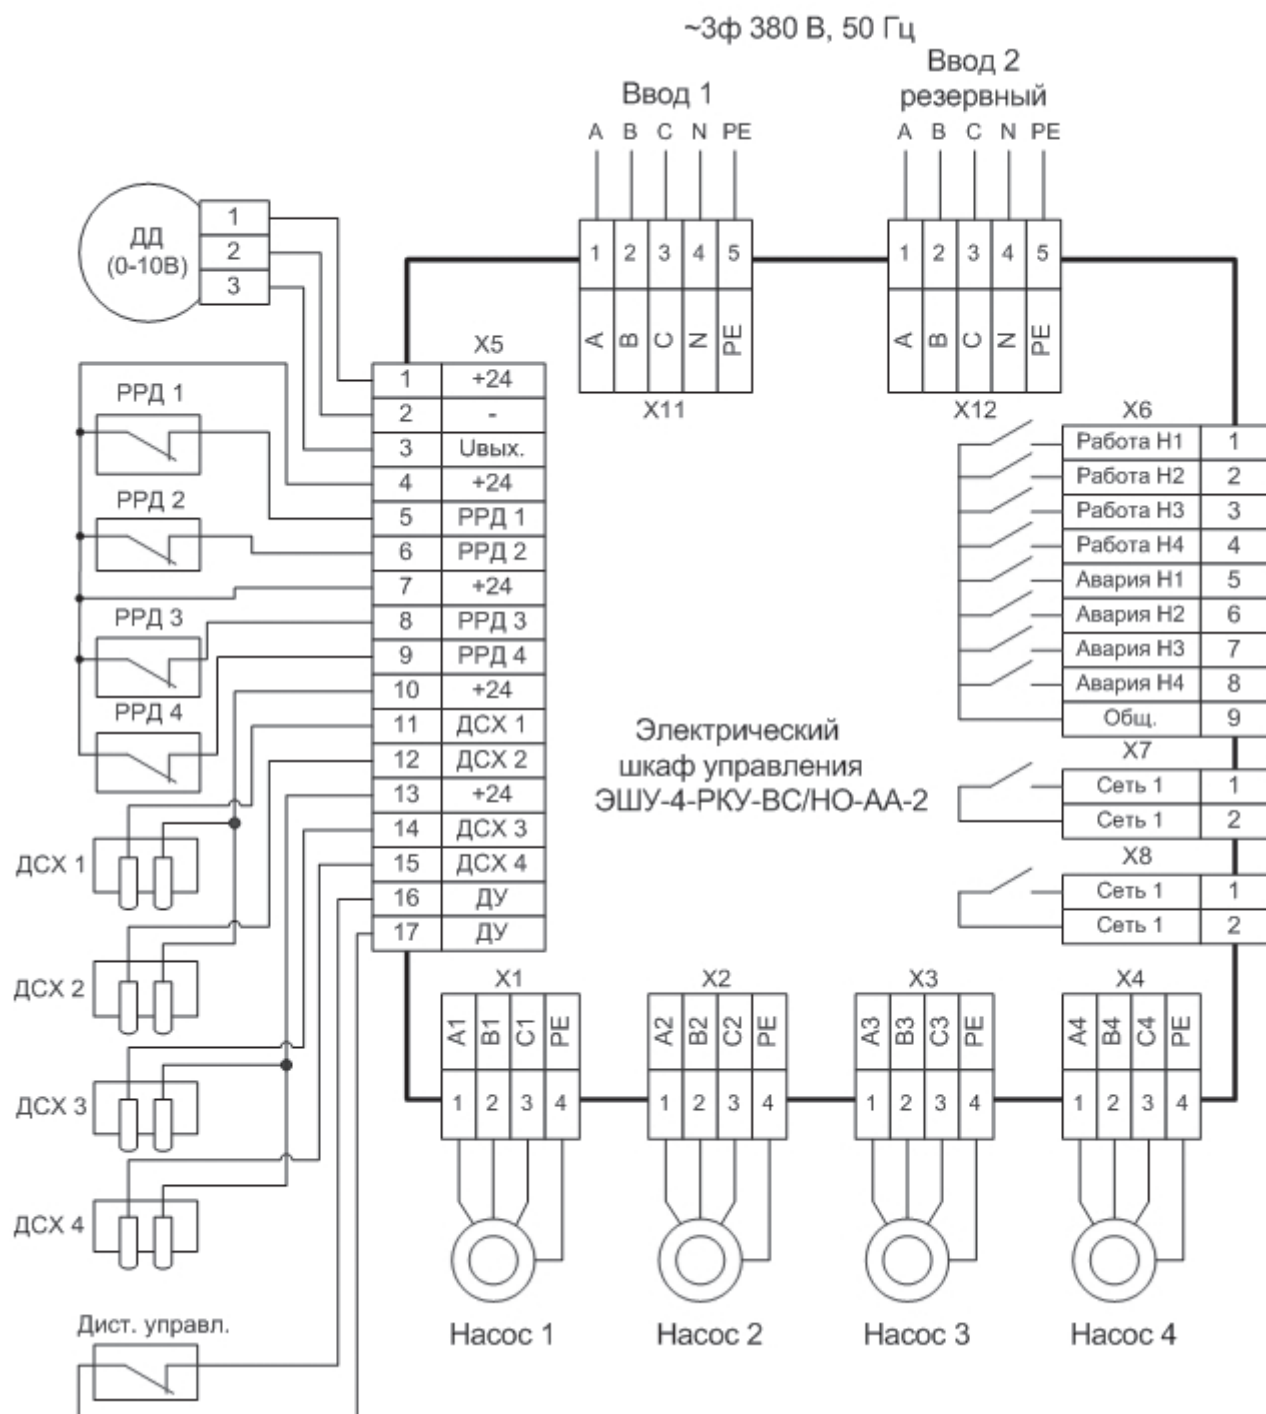 ~3ф 380 В, 50 Гц
Ввод 1
Ввод 2
резервный
A B C N PE
A B C N PE
1 2 3 4 5
A B C N PE
X11
1 2 3 4 5
A B C N PE
X12
ДД
(0-10В)
1
2
3
X5
1 +24
2 -
3 Uвых.
4 +24
5 РРД 1
6 РРД 2
7 +24
8 РРД 3
9 РРД 4
10 +24
11 ДСХ 1
12 ДСХ 2
13 +24
14 ДСХ 3
15 ДСХ 4
16 ДУ
17 ДУ
РРД 1
РРД 2
РРД 3
РРД 4
ДСХ 1
ДСХ 2
ДСХ 3
ДСХ 4
Дист. управл.
Электрический
шкаф управления
ЭШУ-4-РКУ-ВС/НО-АА-2
X6
Работа Н1 1
Работа Н2 2
Работа Н3 3
Работа Н4 4
Авария Н1 5
Авария Н2 6
Авария Н3 7
Авария Н4 8
Общ. 9
X7
Сеть 1 1
Сеть 1 2
X8
Сеть 1 1
Сеть 1 2
X1
A1 B1 C1 PE
1 2 3 4
Насос 1
X2
A2 B2 C2 PE
1 2 3 4
Насос 2
X3
A3 B3 C3 PE
1 2 3 4
Насос 3
X4
A4 B4 C4 PE
1 2 3 4
Насос 4